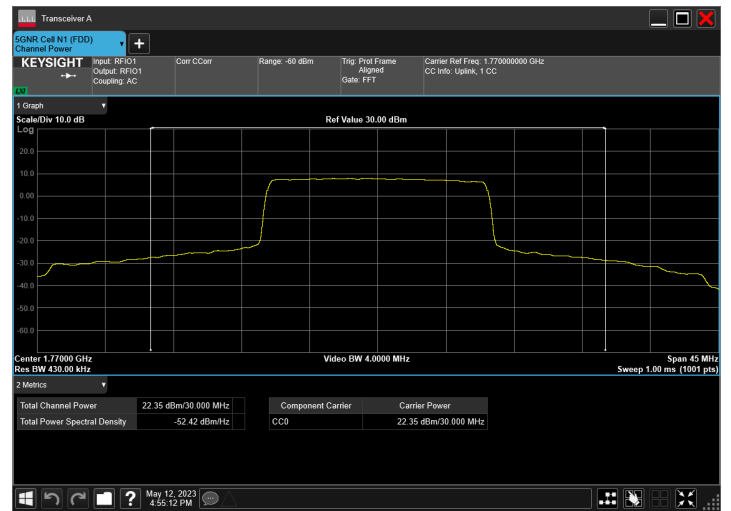 Transceiver A
5GNR Cell N1 (FDD)
Channel Power
KEYSIGHT
Input: RFIO1
Output: RFIO1
Coupling: AC
Corr CCorr
Range: -60 dBm
Trig: Prot Frame
Aligned
Gate: FFT
Carrier Ref Freq: 1.770000000 GHz
CC Info: Uplink, 1 CC
LXI
1 Graph
Scale/Div 10.0 dB
Ref Value 30.00 dBm
Log
20.0
10.0
0.00
-10.0
-20.0
-30.0
-40.0
-50.0
-60.0
Center 1.77000 GHz
Video BW 4.0000 MHz
Span 45 MHz
Res BW 430.00 kHz
Sweep 1.00 ms (1001 pts)
2 Metrics
Total Channel Power 22.35 dBm/30.000 MHz
Total Power Spectral Density -52.42 dBm/Hz
Component Carrier Carrier Power
CC0 22.35 dBm/30.000 MHz
?
May 12, 2023
4:55:12 PM